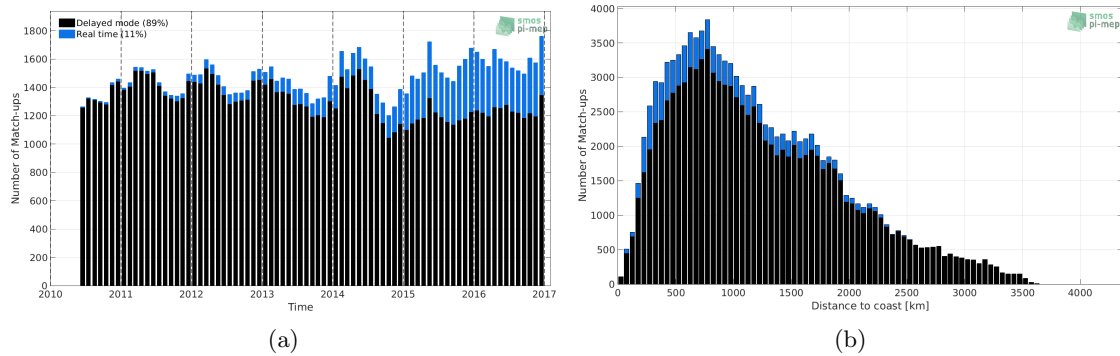 Delayed mode (89%)
Real time (11%)
smos
pi-mep
Number of Match-ups
1800
1600
1400
1200
1000
800
600
400
200
0
2010 2011 2012 2013 2014 2015 2016 2017
Time
(a)
smos
pi-mep
Number of Match-ups
4000
3500
3000
2500
2000
1500
1000
500
0
0 500 1000 1500 2000 2500 3000 3500 4000
Distance to coast [km]
(b)